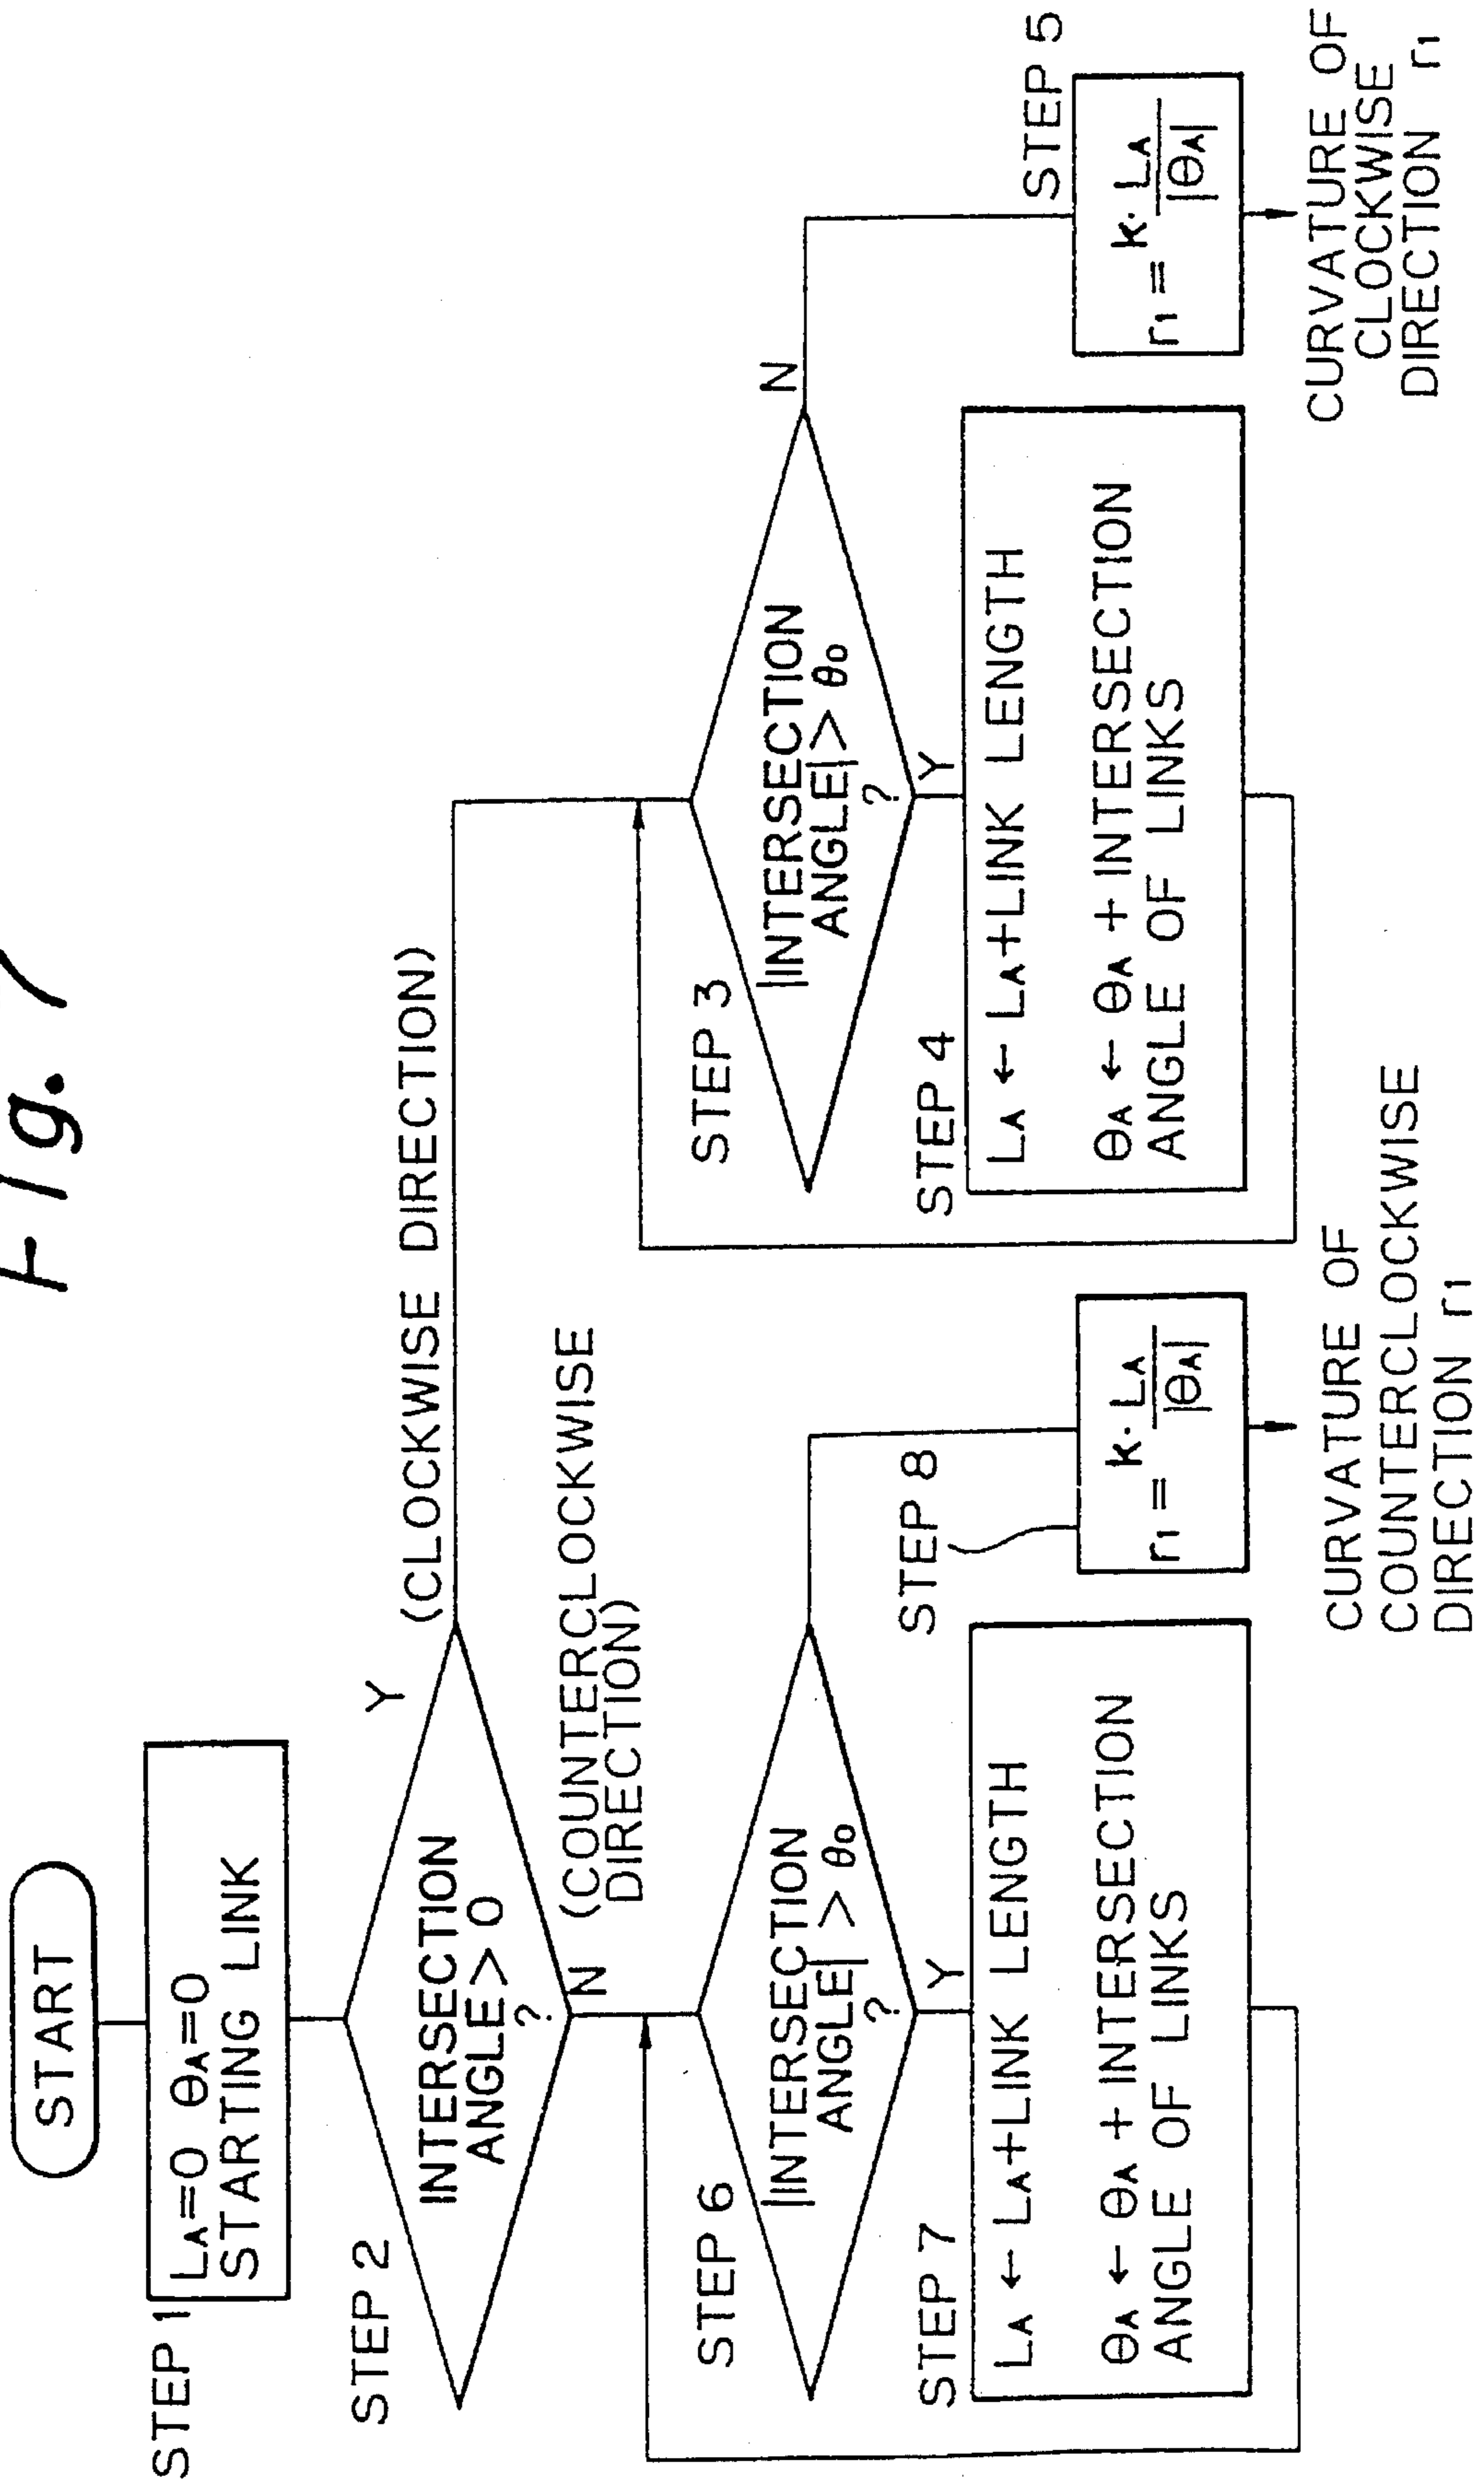 Fig. 7
START
STEP 1
LA=0 θA=0
STARTING LINK
STEP 2
INTERSECTION
ANGLE>0
?
Y
(CLOCKWISE DIRECTION)
N
(COUNTERCLOCKWISE
DIRECTION)
STEP 3
|INTERSECTION
ANGLE|>θ0
?
N
Y
STEP 4
LA←LA+LINK LENGTH
θA←θA+INTERSECTION
ANGLE OF LINKS
STEP 5
r1=k·LA/|θA|
CURVATURE OF
CLOCKWISE
DIRECTION r1
STEP 6
|INTERSECTION
ANGLE|>θ0
?
Y
STEP 7
LA←LA+LINK LENGTH
θA←θA+INTERSECTION
ANGLE OF LINKS
STEP 8
r1=k·LA/|θA|
CURVATURE OF
COUNTERCLOCKWISE
DIRECTION r1